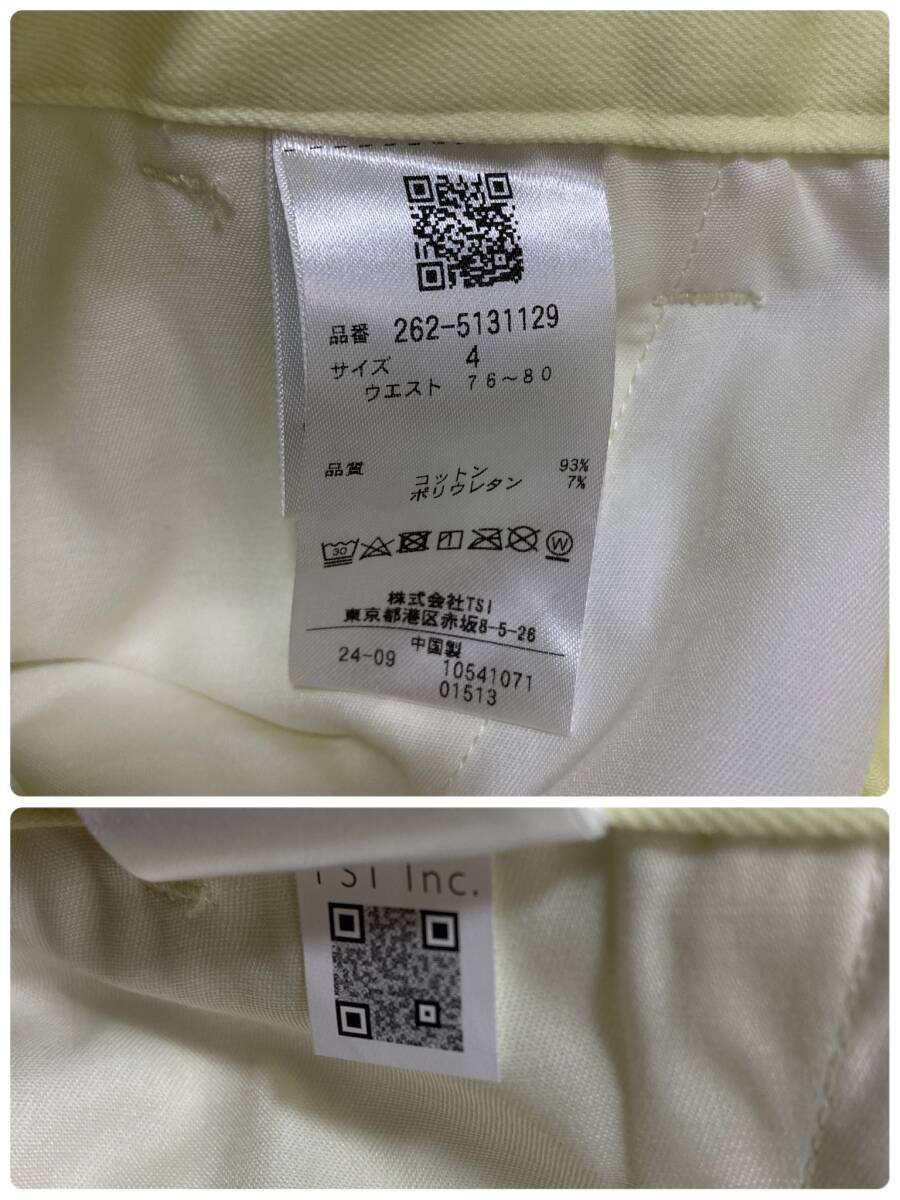 品番 262-5131129
サイズ 4
ウエスト 76～80
品質 コットン 93%
ポリウレタン 7%
30 1 W
株式会社TSI
東京都港区赤坂8-5-26
中国製
24-09 10541071
01513
TSI Inc.